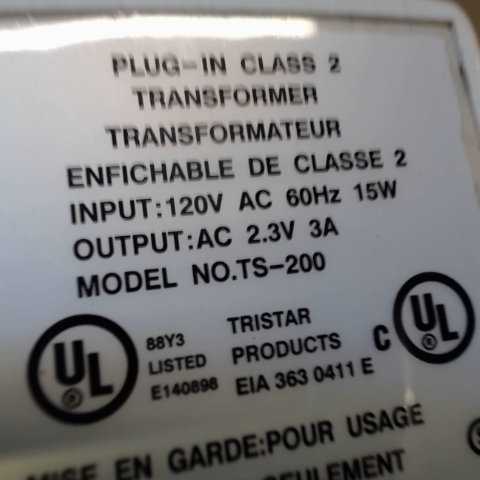 PLUG-IN CLASS 2
TRANSFORMER
TRANSFORMATEUR
ENFICHABLE DE CLASSE 2
INPUT:120V AC 60Hz 15W
OUTPUT:AC 2.3V 3A
MODEL NO.TS-200
UL
88Y3
LISTED
E140898
TRISTAR
PRODUCTS
EIA 363 0411 E
C UL
MISE EN GARDE:POUR USAGE
SEULEMENT